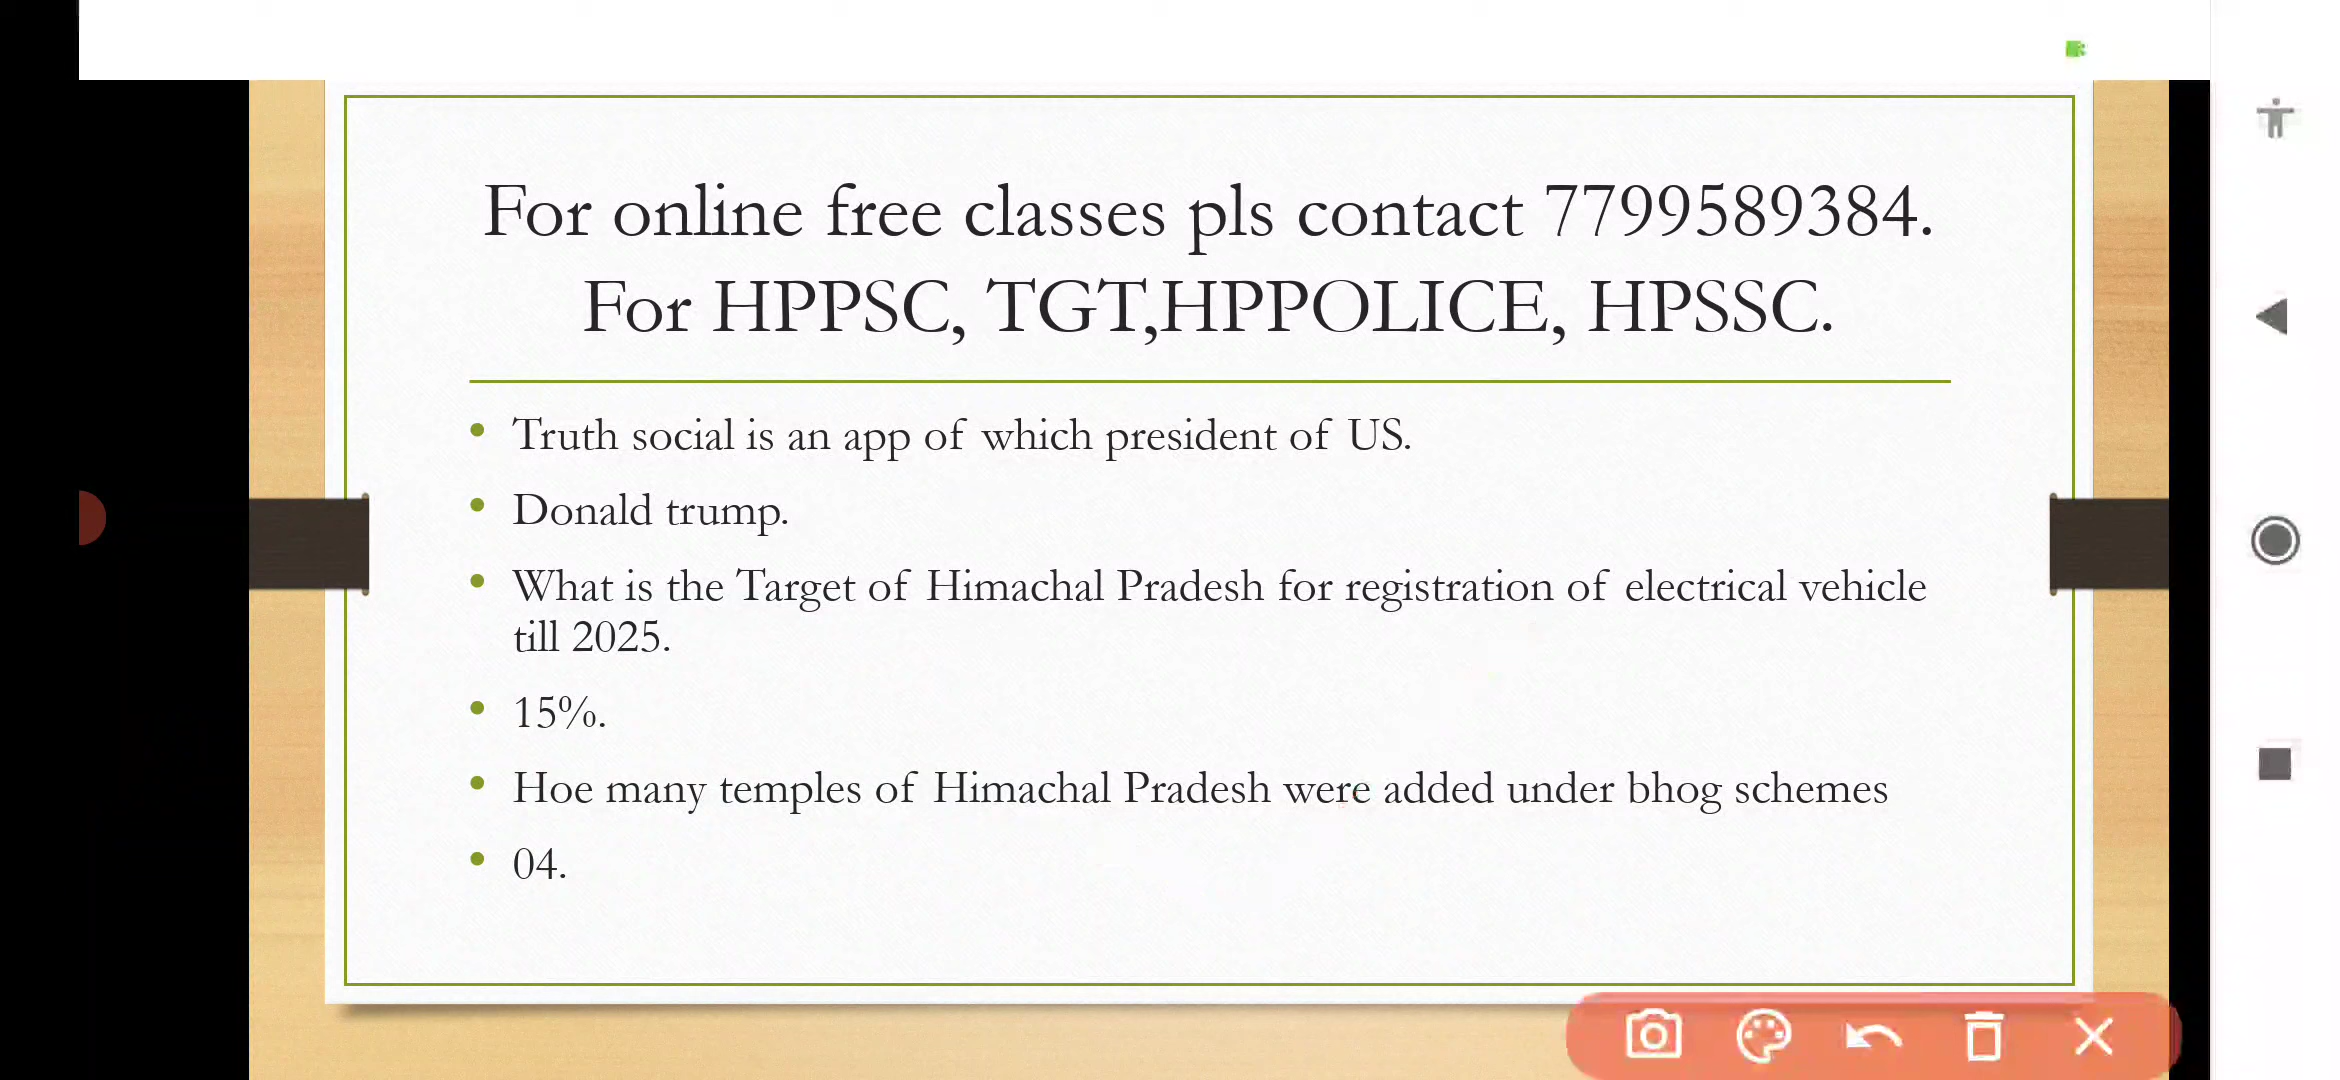 For online free classes pls contact 7799589384.
For HPPSC, TGT,HPPOLICE, HPSSC.
• Truth social is an app of which president of US.
• Donald trump.
• What is the Target of Himachal Pradesh for registration of electrical vehicle
till 2025.
• 15%.
• Hoe many temples of Himachal Pradesh were added under bhog schemes
• 04.